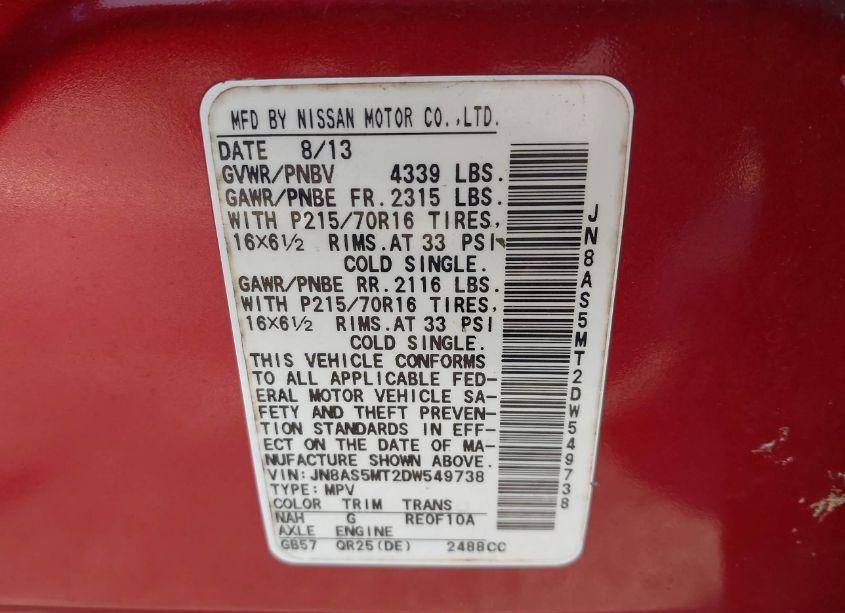 MFD BY NISSAN MOTOR CO.,LTD.
DATE 8/13
GVWR/PNBV 4339 LBS.
GAWR/PNBE FR.2315 LBS.
WITH P215/70R16 TIRES,
16X6½ RIMS.AT 33 PSI
COLD SINGLE.
GAWR/PNBE RR.2116 LBS.
WITH P215/70R16 TIRES,
16X6½ RIMS.AT 33 PSI
COLD SINGLE.
THIS VEHICLE CONFORMS
TO ALL APPLICABLE FED-
ERAL MOTOR VEHICLE SA-
FETY AND THEFT PREVEN-
TION STANDARDS IN EFF-
ECT ON THE DATE OF MA-
NUFACTURE SHOWN ABOVE.
VIN:JN8AS5MT2DW549738
TYPE:MPV
COLOR TRIM TRANS
NAH G RE0F10A
AXLE ENGINE
GB57 QR25(DE) 2488CC
JN8AS5MT2DW549738